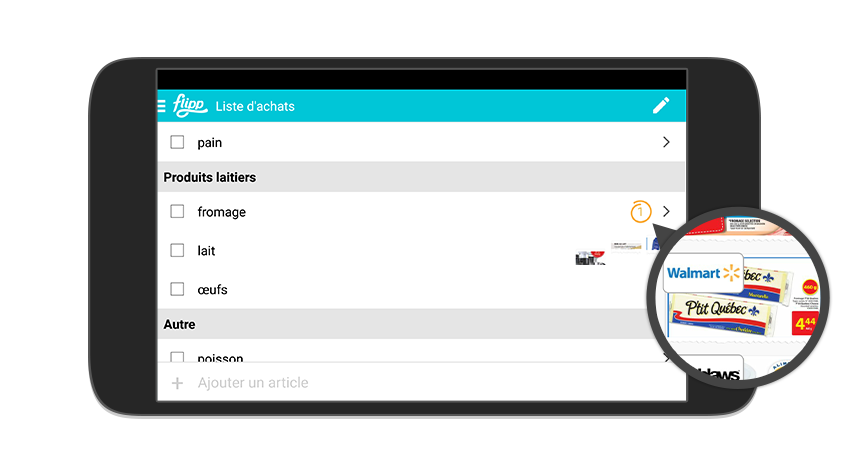 flipp Liste d'achats
pain
Produits laitiers
fromage
1
lait
œufs
Autre
poisson
+ Ajouter un article
Walmart
P'tit Québec
460 g
4.44